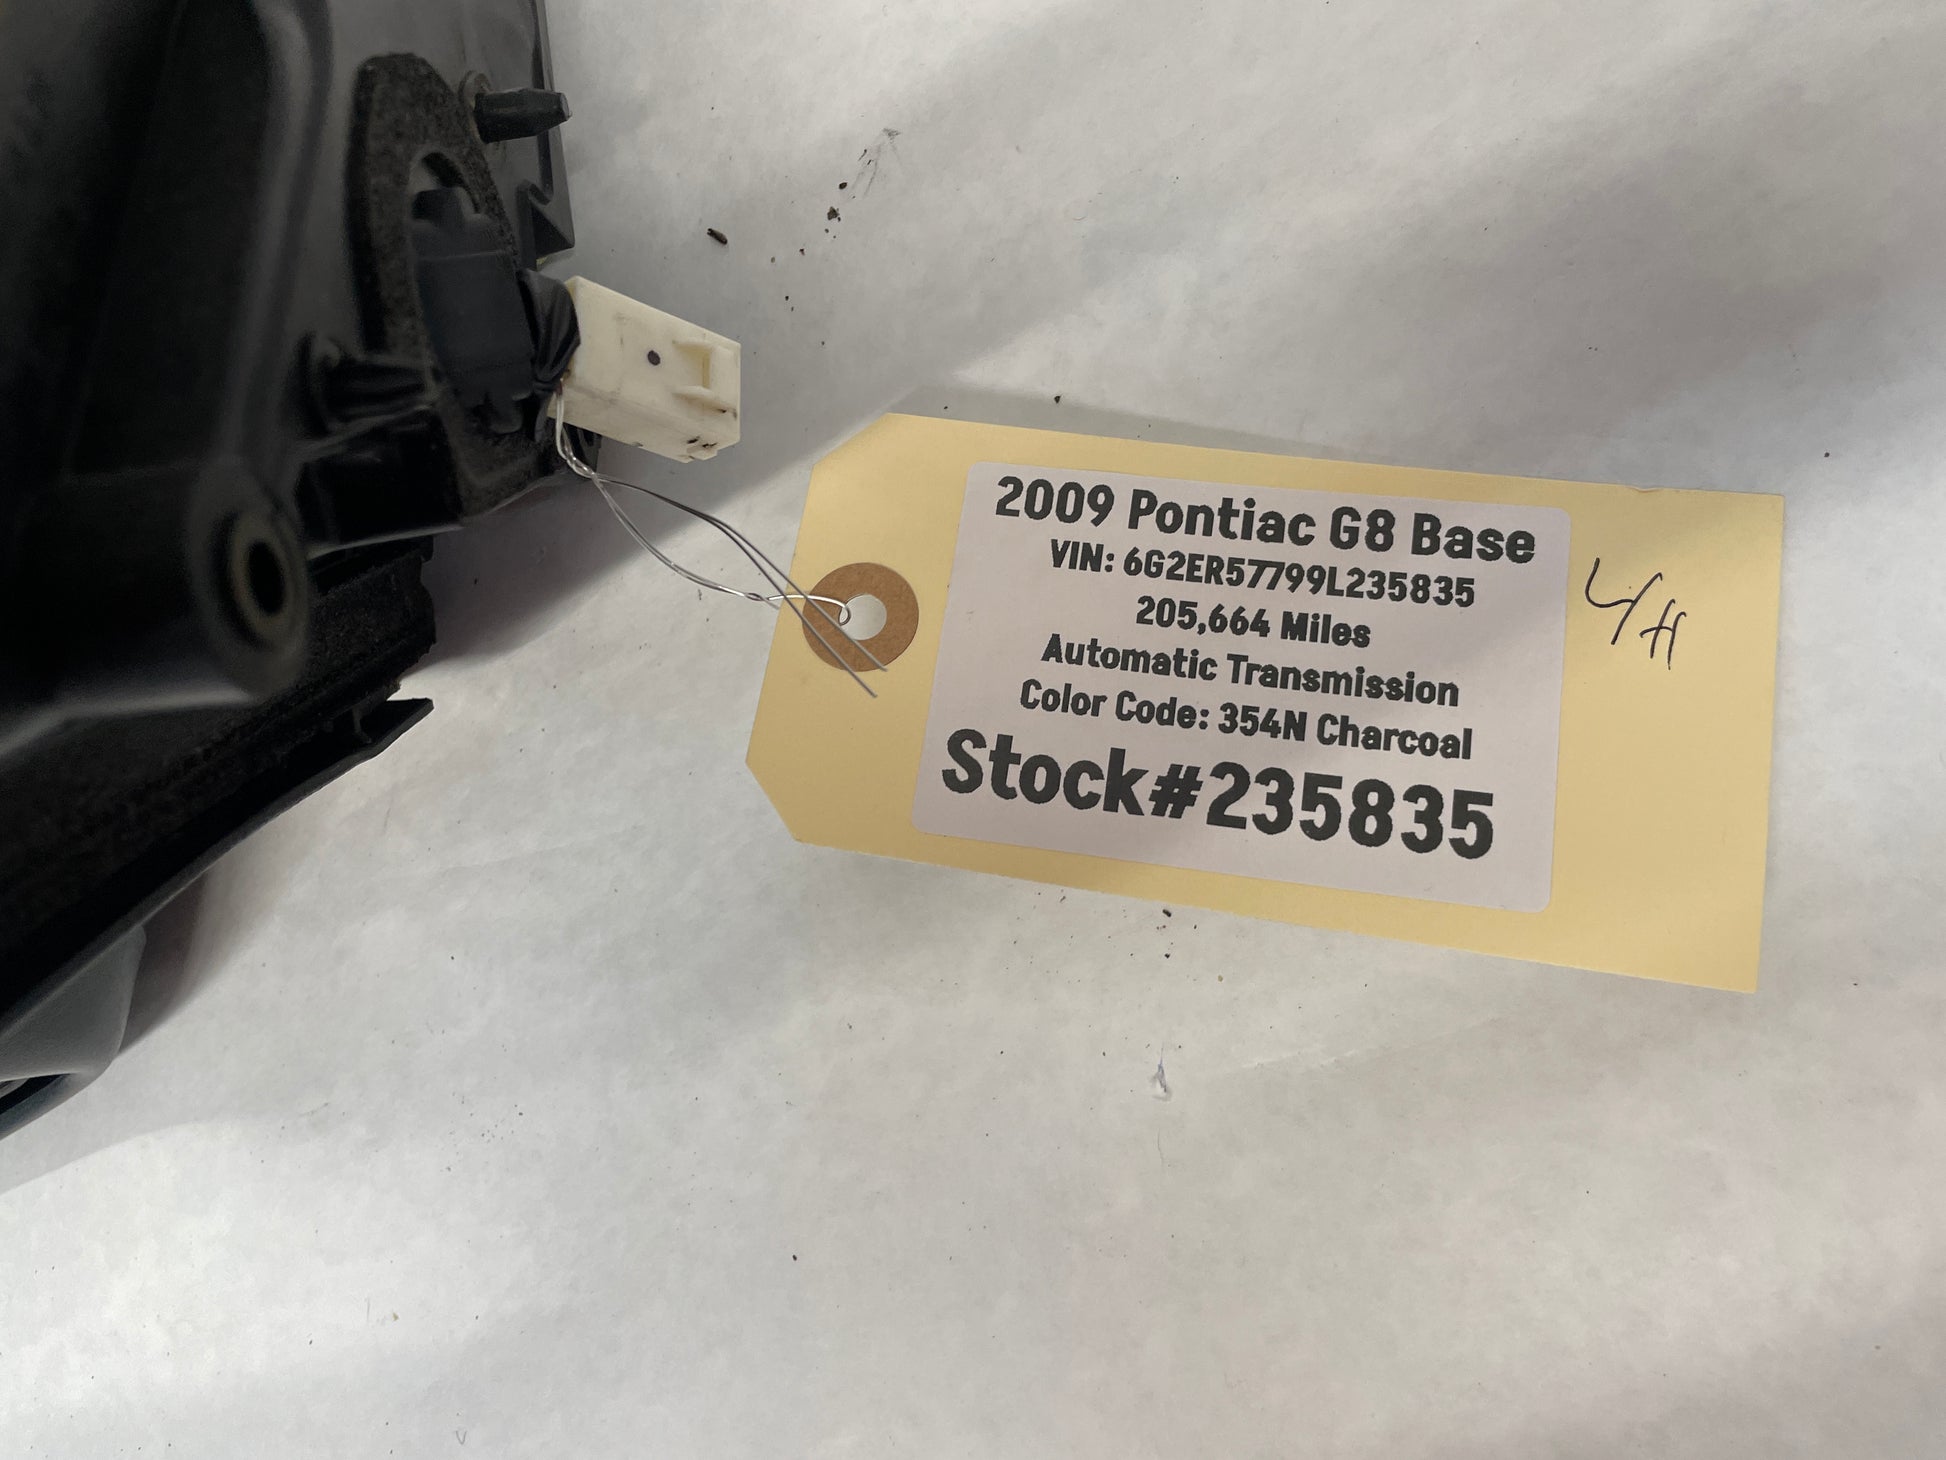 2009 Pontiac G8 Base
VIN: 6G2ER57799L235835
205,664 Miles
Automatic Transmission
Color Code: 354N Charcoal
Stock#235835
L/H